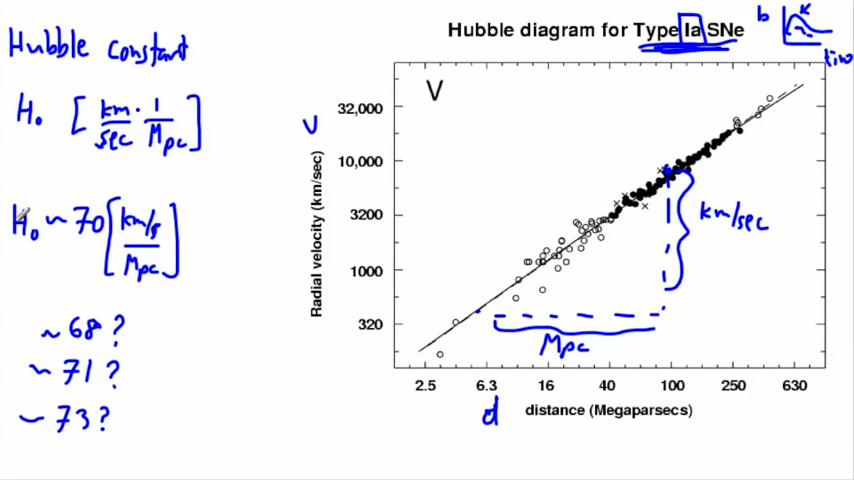 Hubble constant
H₀ [km/sec · 1/Mpc]
H₀ ~ 70 [km/s / Mpc]
~ 68 ?
~ 71 ?
~ 73 ?
Hubble diagram for Type Ia SNe
b
time
V
v
Radial velocity (km/sec)
32,000
10,000
3200
1000
320
km/sec
Mpc
2.5 6.3 16 40 100 250 630
d distance (Megaparsecs)